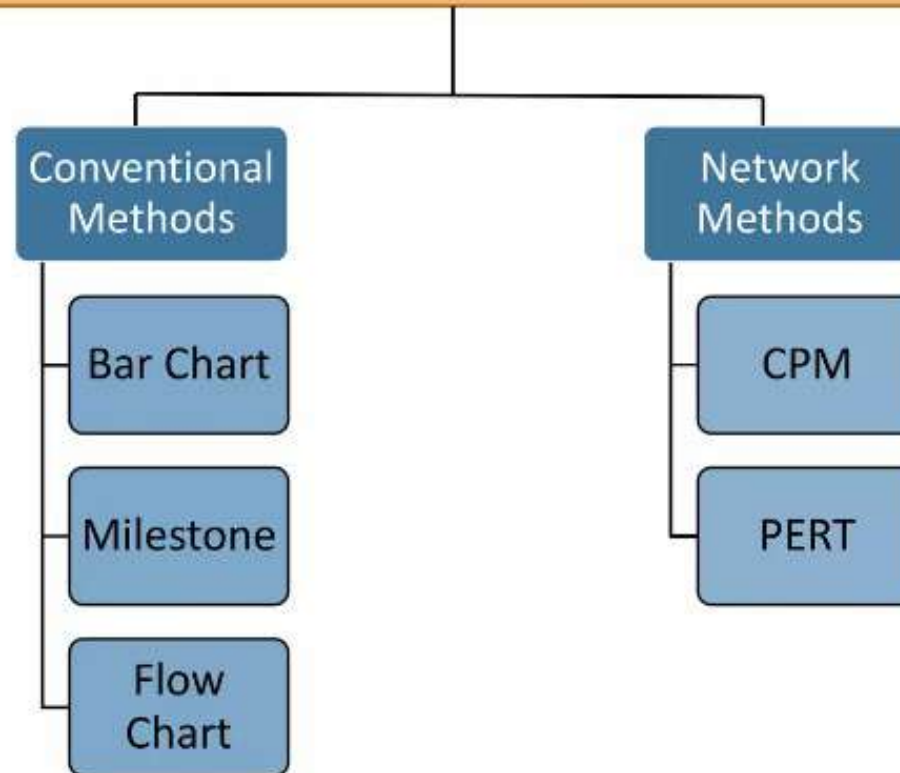 Conventional
Methods
Bar Chart
Milestone
Flow
Chart
Network
Methods
CPM
PERT